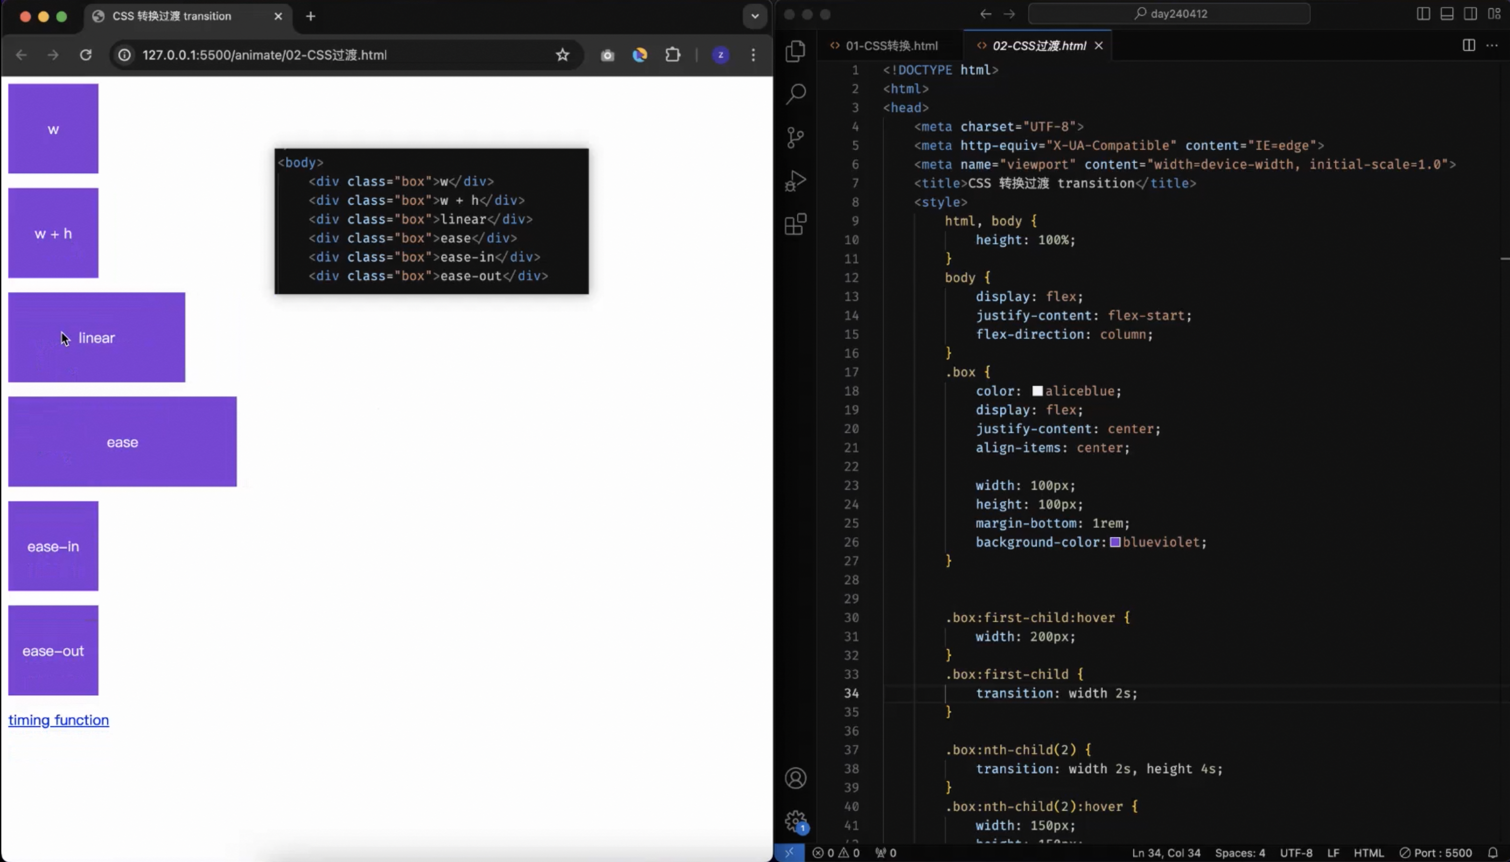 CSS 转换过渡 transition
127.0.0.1:5500/animate/02-CSS过渡.html
z
w
w + h
linear
ease
ease-in
ease-out
timing function
<body>
<div class="box">w</div>
<div class="box">w + h</div>
<div class="box">linear</div>
<div class="box">ease</div>
<div class="box">ease-in</div>
<div class="box">ease-out</div>
day240412
01-CSS转换.html
02-CSS过渡.html
1 <!DOCTYPE html>
2 <html>
3 <head>
4 <meta charset="UTF-8">
5 <meta http-equiv="X-UA-Compatible" content="IE=edge">
6 <meta name="viewport" content="width=device-width, initial-scale=1.0">
7 <title>CSS 转换过渡 transition</title>
8 <style>
9 html, body {
10 height: 100%;
11 }
12 body {
13 display: flex;
14 justify-content: flex-start;
15 flex-direction: column;
16 }
17 .box {
18 color: aliceblue;
19 display: flex;
20 justify-content: center;
21 align-items: center;
22
23 width: 100px;
24 height: 100px;
25 margin-bottom: 1rem;
26 background-color: blueviolet;
27 }
28
29
30 .box:first-child:hover {
31 width: 200px;
32 }
33 .box:first-child {
34 transition: width 2s;
35 }
36
37 .box:nth-child(2) {
38 transition: width 2s, height 4s;
39 }
40 .box:nth-child(2):hover {
41 width: 150px;
height: 150px;
1
0 0 0
Ln 34, Col 34 Spaces: 4 UTF-8 LF HTML Port : 5500